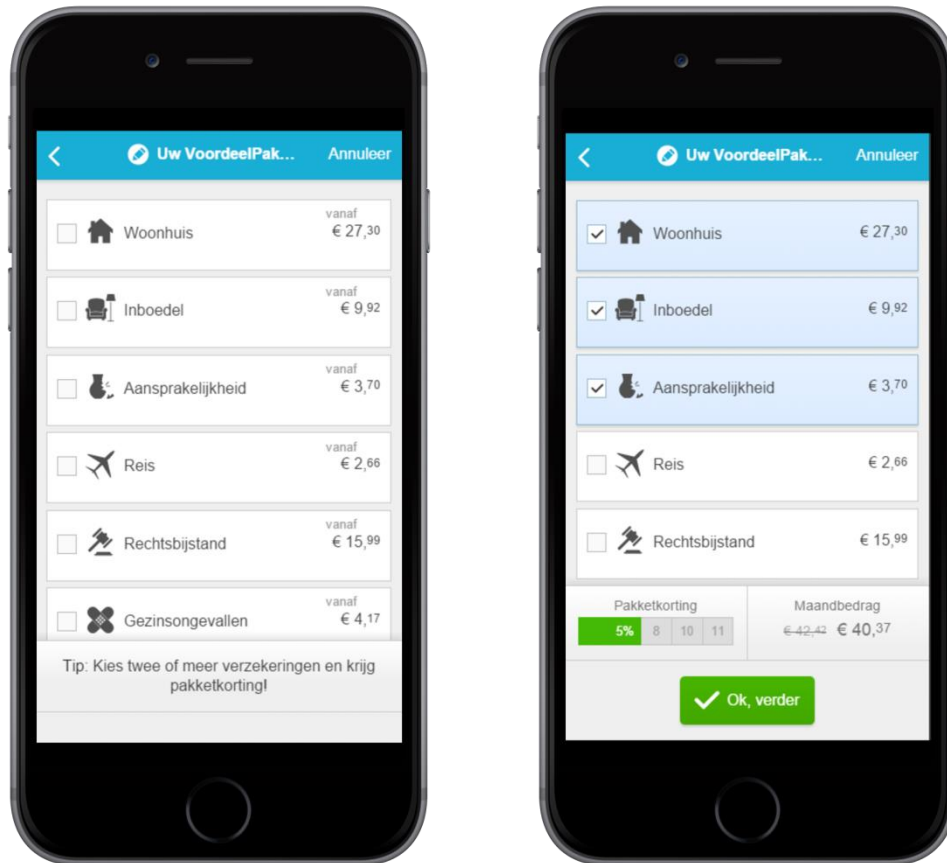 Uw VoordeelPak... Annuleer
vanaf
Woonhuis € 27,30
vanaf
Inboedel € 9,92
vanaf
Aansprakelijkheid € 3,70
vanaf
Reis € 2,66
vanaf
Rechtsbijstand € 15,99
vanaf
Gezinsongevallen € 4,17
Tip: Kies twee of meer verzekeringen en krijg
pakketkorting!
Uw VoordeelPak... Annuleer
Woonhuis € 27,30
Inboedel € 9,92
Aansprakelijkheid € 3,70
Reis € 2,66
Rechtsbijstand € 15,99
Pakketkorting Maandbedrag
5% 8 10 11 € 42,42 € 40,37
Ok, verder